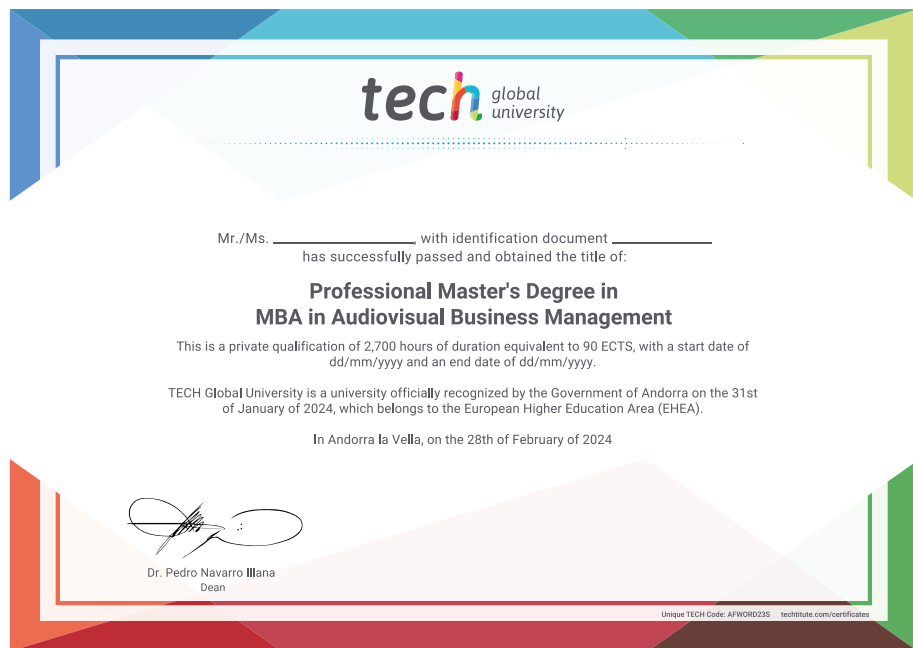 tech global
university
Mr./Ms. ____________, with identification document ____________
has successfully passed and obtained the title of:
Professional Master's Degree in
MBA in Audiovisual Business Management
This is a private qualification of 2,700 hours of duration equivalent to 90 ECTS, with a start date of
dd/mm/yyyy and an end date of dd/mm/yyyy.
TECH Global University is a university officially recognized by the Government of Andorra on the 31st
of January of 2024, which belongs to the European Higher Education Area (EHEA).
In Andorra la Vella, on the 28th of February of 2024
Dr. Pedro Navarro Illana
Dean
Unique TECH Code: AFWORD23S techtitute.com/certificates